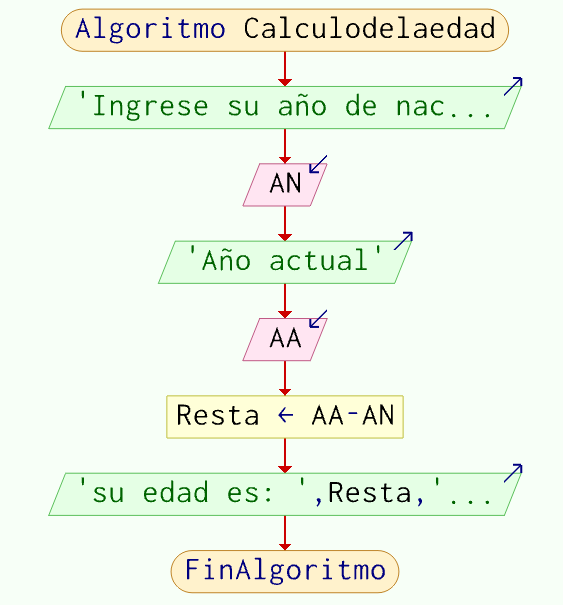 Algoritmo Calculodelaedad
'Ingrese su año de nac...
AN
'Año actual'
AA
Resta ← AA-AN
'su edad es: ',Resta,'...
FinAlgoritmo